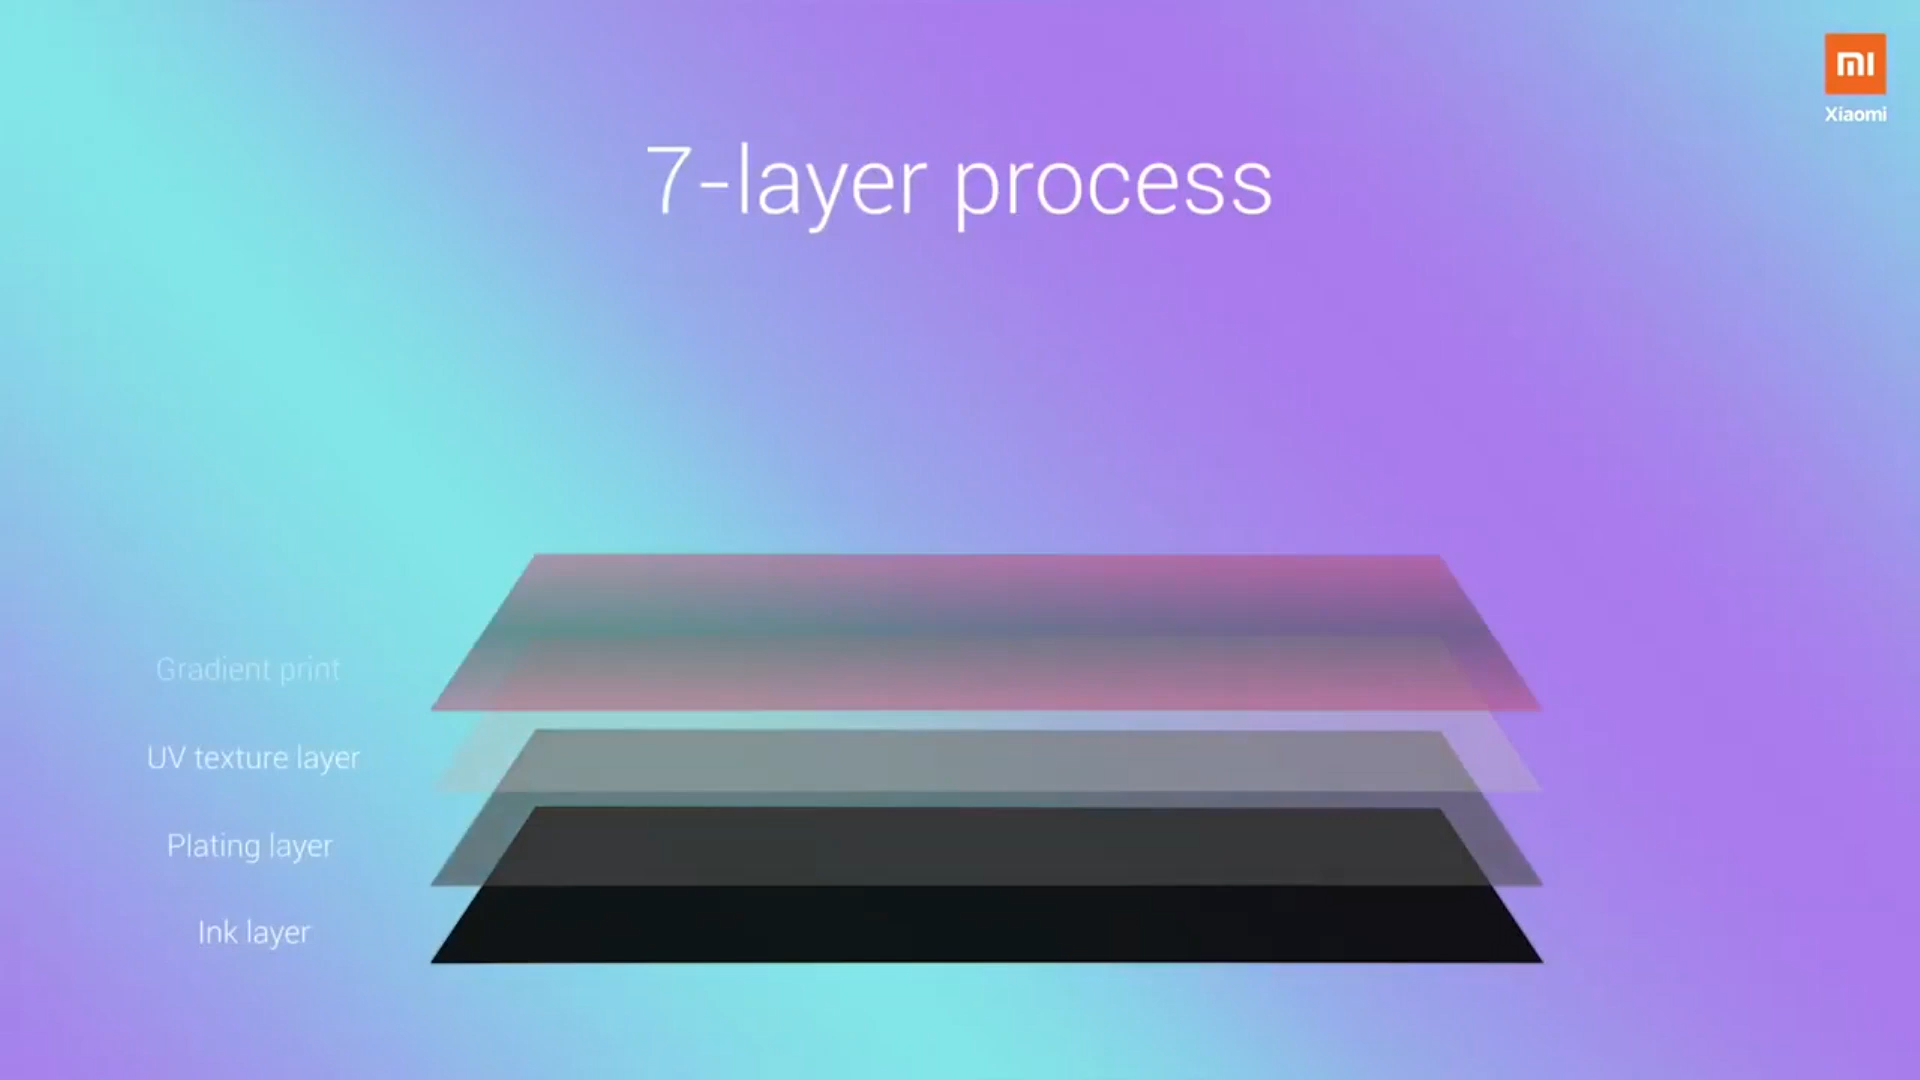 mi
Xiaomi
7-layer process
Gradient print
UV texture layer
Plating layer
Ink layer